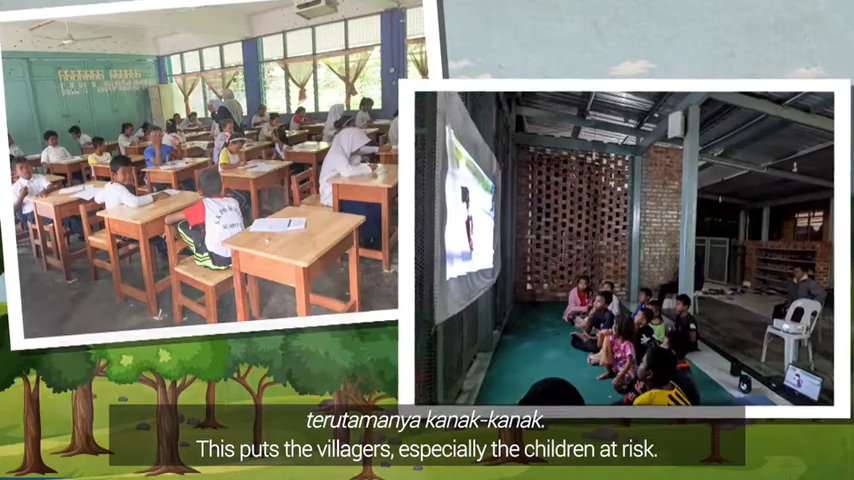 terutamanya kanak-kanak.
This puts the villagers, especially the children at risk.